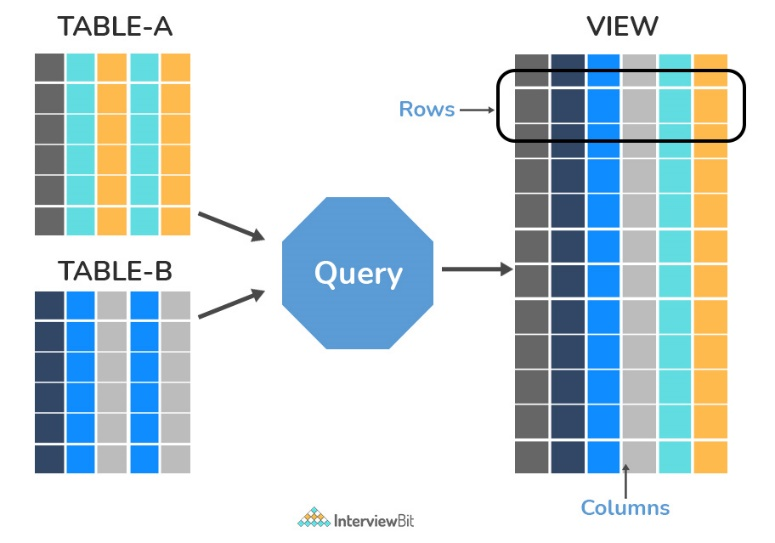 TABLE-A
VIEW
Rows
TABLE-B
Query
Columns
InterviewBit